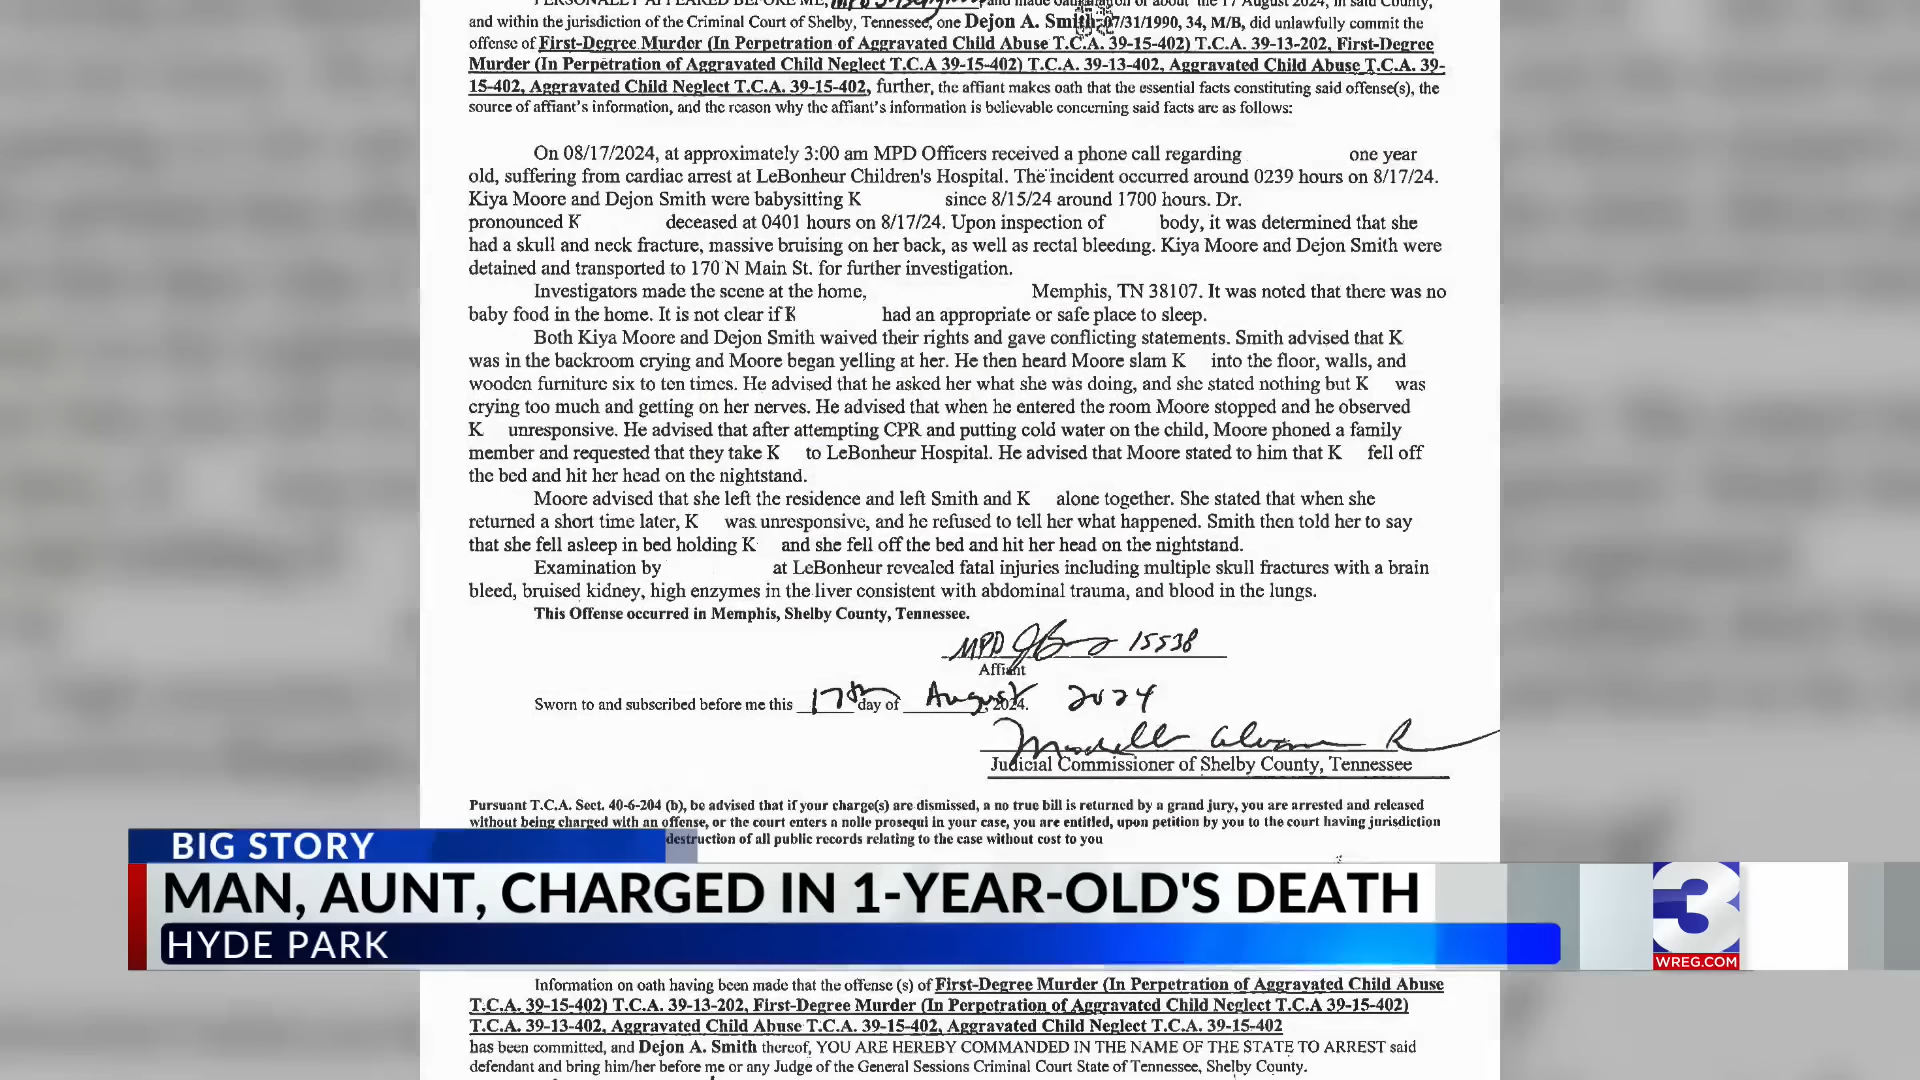 and within the jurisdiction of the Criminal Court of Shelby, Tennessee, one Dejon A. Smith 07/31/1990, 34, M/B, did unlawfully commit the
offense of First-Degree Murder (In Perpetration of Aggravated Child Abuse T.C.A. 39-15-402) T.C.A. 39-13-202, First-Degree
Murder (In Perpetration of Aggravated Child Neglect T.C.A 39-15-402) T.C.A. 39-13-402, Aggravated Child Abuse T.C.A. 39-
15-402, Aggravated Child Neglect T.C.A. 39-15-402, further, the affiant makes oath that the essential facts constituting said offense(s), the
source of affiant's information, and the reason why the affiant's information is believable concerning said facts are as follows:
On 08/17/2024, at approximately 3:00 am MPD Officers received a phone call regarding one year
old, suffering from cardiac arrest at LeBonheur Children's Hospital. The incident occurred around 0239 hours on 8/17/24.
Kiya Moore and Dejon Smith were babysitting K since 8/15/24 around 1700 hours. Dr.
pronounced K deceased at 0401 hours on 8/17/24. Upon inspection of body, it was determined that she
had a skull and neck fracture, massive bruising on her back, as well as rectal bleeding. Kiya Moore and Dejon Smith were
detained and transported to 170 N Main St. for further investigation.
Investigators made the scene at the home, Memphis, TN 38107. It was noted that there was no
baby food in the home. It is not clear if K had an appropriate or safe place to sleep.
Both Kiya Moore and Dejon Smith waived their rights and gave conflicting statements. Smith advised that K
was in the backroom crying and Moore began yelling at her. He then heard Moore slam K into the floor, walls, and
wooden furniture six to ten times. He advised that he asked her what she was doing, and she stated nothing but K was
crying too much and getting on her nerves. He advised that when he entered the room Moore stopped and he observed
K unresponsive. He advised that after attempting CPR and putting cold water on the child, Moore phoned a family
member and requested that they take K to LeBonheur Hospital. He advised that Moore stated to him that K fell off
the bed and hit her head on the nightstand.
Moore advised that she left the residence and left Smith and K alone together. She stated that when she
returned a short time later, K was unresponsive, and he refused to tell her what happened. Smith then told her to say
that she fell asleep in bed holding K and she fell off the bed and hit her head on the nightstand.
Examination by at LeBonheur revealed fatal injuries including multiple skull fractures with a brain
bleed, bruised kidney, high enzymes in the liver consistent with abdominal trauma, and blood in the lungs.
This Offense occurred in Memphis, Shelby County, Tennessee.
MPD 15538
Affiant
Sworn to and subscribed before me this 17th day of August, 2024. 2024
Judicial Commissioner of Shelby County, Tennessee
Pursuant T.C.A. Sect. 40-6-204 (b), be advised that if your charge(s) are dismissed, a no true bill is returned by a grand jury, you are arrested and released
without being charged with an offense, or the court enters a nolle prosequi in your case, you are entitled, upon petition by you to the court having jurisdiction
destruction of all public records relating to the case without cost to you
BIG STORY
MAN, AUNT, CHARGED IN 1-YEAR-OLD'S DEATH
HYDE PARK
3
WREG.COM
Information on oath having been made that the offense (s) of First-Degree Murder (In Perpetration of Aggravated Child Abuse
T.C.A. 39-15-402) T.C.A. 39-13-202, First-Degree Murder (In Perpetration of Aggravated Child Neglect T.C.A 39-15-402)
T.C.A. 39-13-402, Aggravated Child Abuse T.C.A. 39-15-402, Aggravated Child Neglect T.C.A. 39-15-402
has been committed, and Dejon A. Smith thereof, YOU ARE HEREBY COMMANDED IN THE NAME OF THE STATE TO ARREST said
defendant and bring him/her before me or any Judge of the General Sessions Criminal Court State of Tennessee, Shelby County.